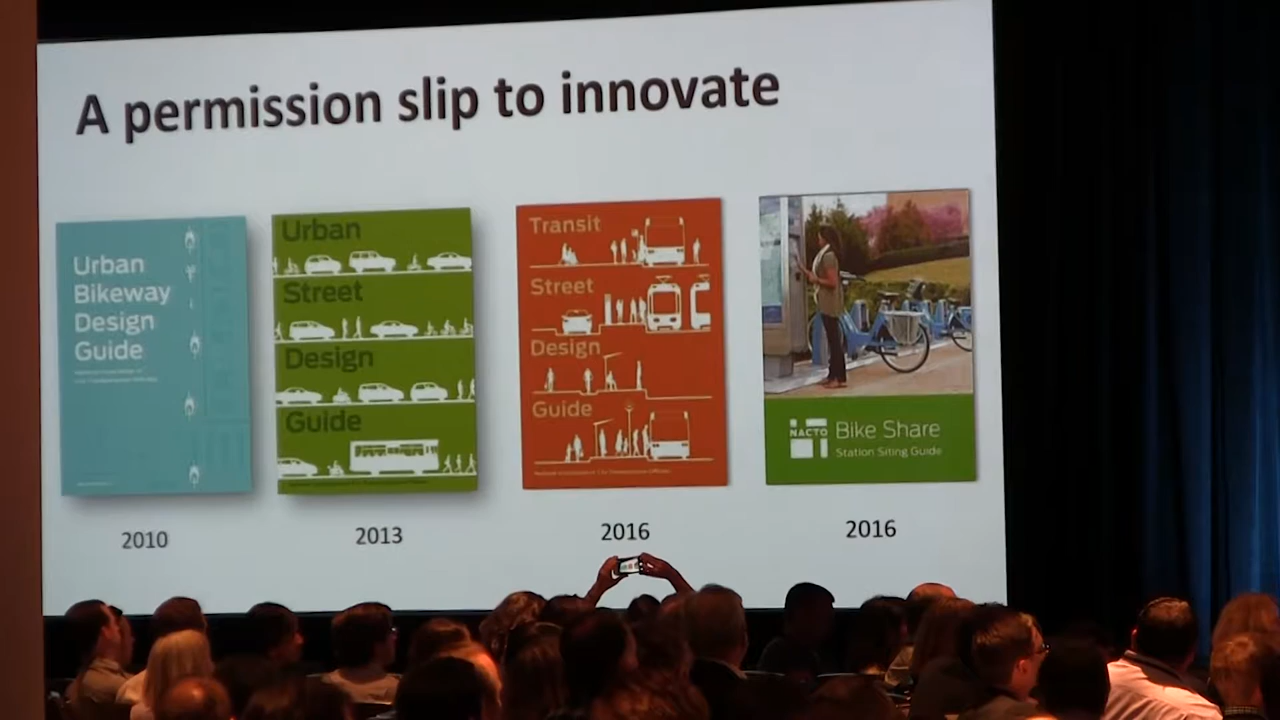 A permission slip to innovate
Urban
Bikeway
Design
Guide
Urban
Street
Design
Guide
Transit
Street
Design
Guide
NACTO
Bike Share
Station Siting Guide
2010
2013
2016
2016